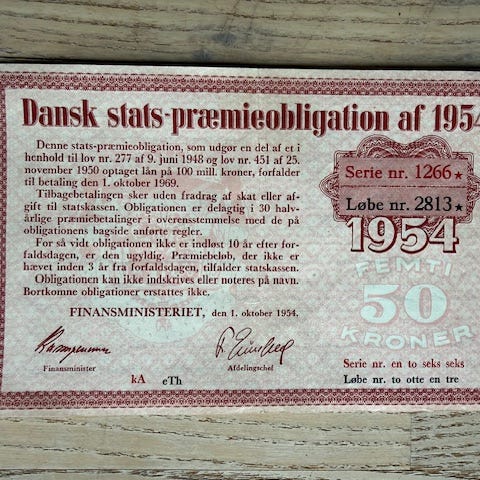 Dansk stats-præmieobligation af 1954
Denne stats-præmieobligation, som udgør en del af et i
henhold til lov nr. 277 af 9. juni 1948 og lov nr. 451 af 25.
november 1950 optaget lån på 100 mill. kroner, forfalder
til betaling den 1. oktober 1969.
Tilbagebetalingen sker uden fradrag af skat eller af-
gift til statskassen. Obligationen er delagtig i 30 halv-
årlige præmiebetalinger i overensstemmelse med de på
obligationens bagside anførte regler.
For så vidt obligationen ikke er indløst 10 år efter for-
faldsdagen, er den ugyldig. Præmiebeløb, der ikke er
hævet inden 3 år fra forfaldsdagen, tilfalder statskassen.
Obligationen kan ikke indskrives eller noteres på navn.
Bortkomne obligationer erstattes ikke.
FINANSMINISTERIET, den 1. oktober 1954.
Finansminister
Afdelingschef
kA eTh
Serie nr. 1266★
Løbe nr. 2813★
1954
FEMTI
50
KRONER
Serie nr. en to seks seks
Løbe nr. to otte en tre